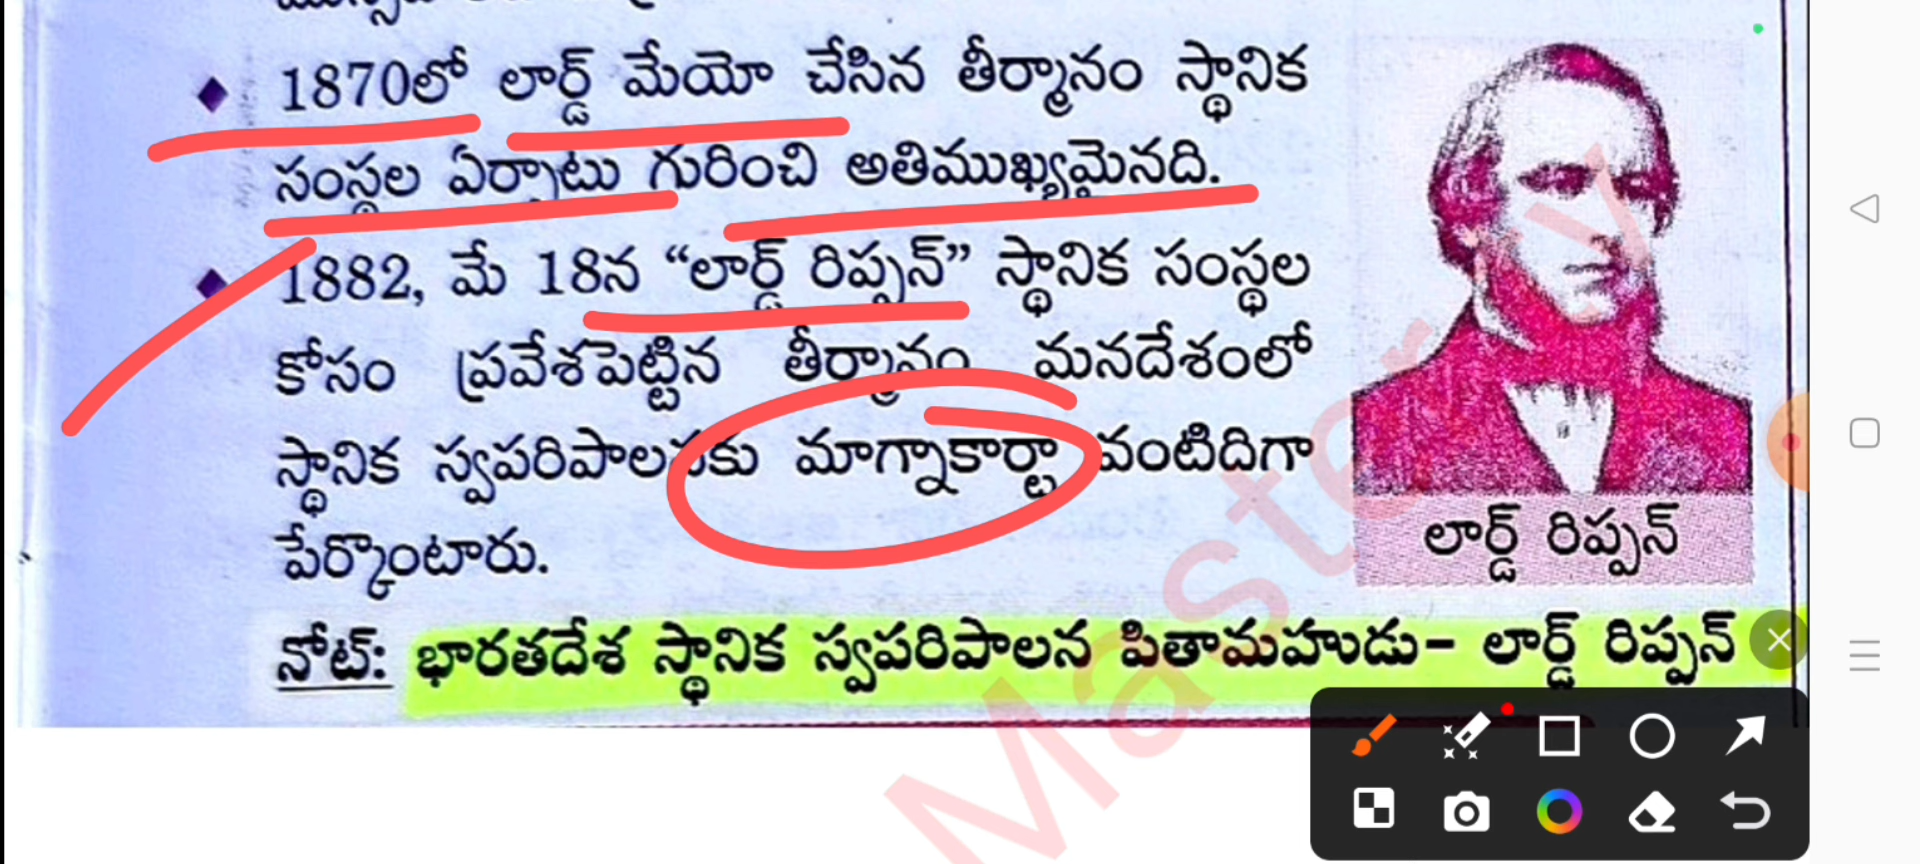 1870లో లార్డ్ మేయో చేసిన తీర్మానం స్థానిక
సంస్థల ఏర్పాటు గురించి అతిముఖ్యమైనది.
1882, మే 18న “లార్డ్ రిప్పన్” స్థానిక సంస్థల
కోసం ప్రవేశపెట్టిన తీర్మానం మనదేశంలో
స్థానిక స్వపరిపాలనకు మాగ్నాకార్టా వంటిదిగా
పేర్కొంటారు.
లార్డ్ రిప్పన్
నోట్: భారతదేశ స్థానిక స్వపరిపాలన పితామహుడు– లార్డ్ రిప్పన్
Master Y